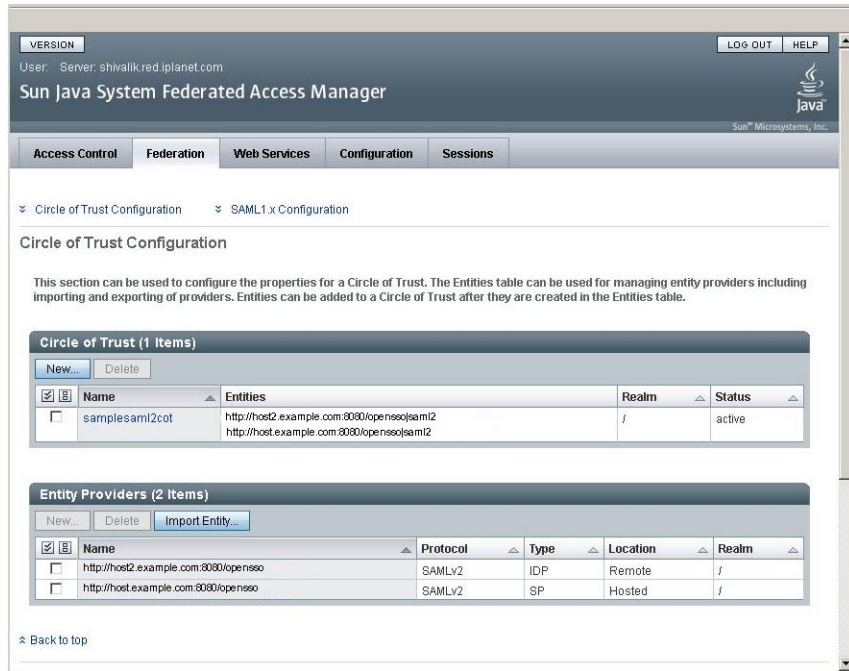 VERSION LOG OUT HELP
User: Server: shivalik.red.iplanet.com
Sun Java System Federated Access Manager
Java
Sun™ Microsystems, Inc.
Access Control Federation Web Services Configuration Sessions
Circle of Trust Configuration SAML1.x Configuration
Circle of Trust Configuration
This section can be used to configure the properties for a Circle of Trust. The Entities table can be used for managing entity providers including
importing and exporting of providers. Entities can be added to a Circle of Trust after they are created in the Entities table.
Circle of Trust (1 Items)
New... Delete
Name Entities Realm Status
samplesaml2cot http://host2.example.com:8080/opensso|saml2 / active
http://host.example.com:8080/opensso|saml2
Entity Providers (2 Items)
New... Delete Import Entity...
Name Protocol Type Location Realm
http://host2.example.com:8080/opensso SAMLv2 IDP Remote /
http://host.example.com:8080/opensso SAMLv2 SP Hosted /
Back to top